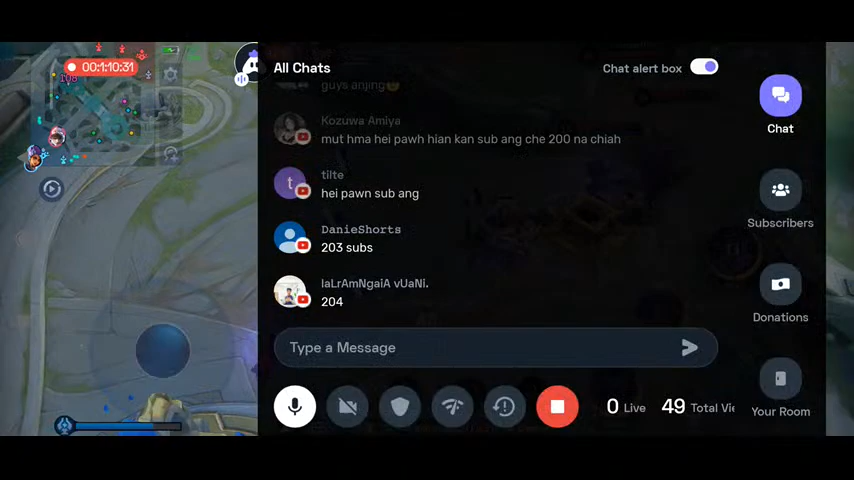 00:1:10:31
All Chats
Chat alert box
guys anjing
Kozuwa Amiya
mut hma hei pawh hian kan sub ang che 200 na chiah
Chat
t
tilte
hei pawn sub ang
Subscribers
DanieShorts
203 subs
laLrAmNgaiA vUaNi.
204
Donations
Type a Message
0 Live
49 Total Vie
Your Room